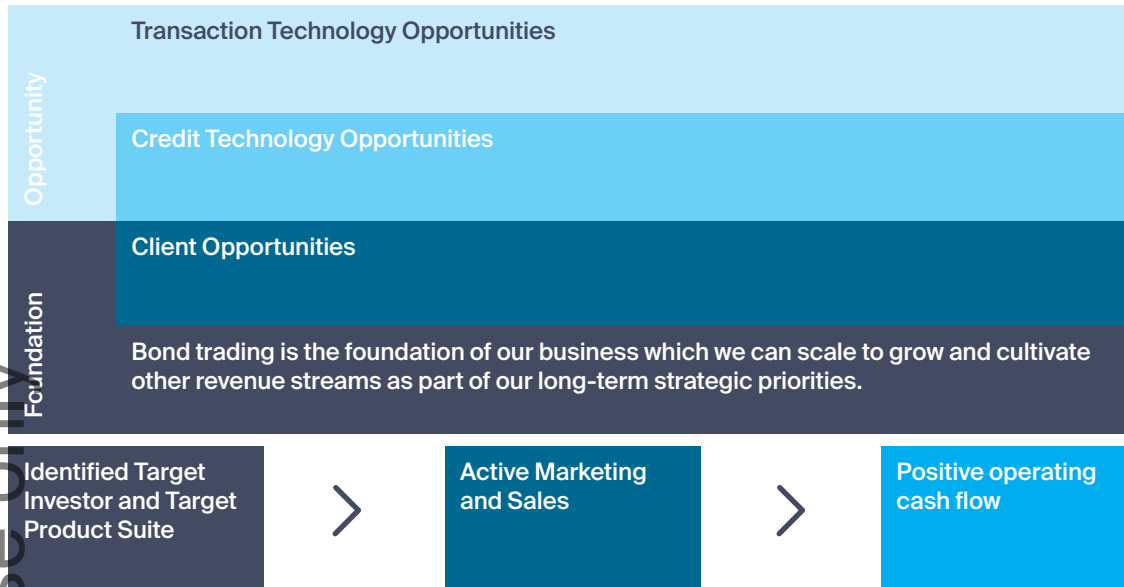 Transaction Technology Opportunities
Opportunity
Credit Technology Opportunities
Client Opportunities
Foundation
Bond trading is the foundation of our business which we can scale to grow and cultivate
other revenue streams as part of our long-term strategic priorities.
Identified Target
Investor and Target
Product Suite
Active Marketing
and Sales
Positive operating
cash flow